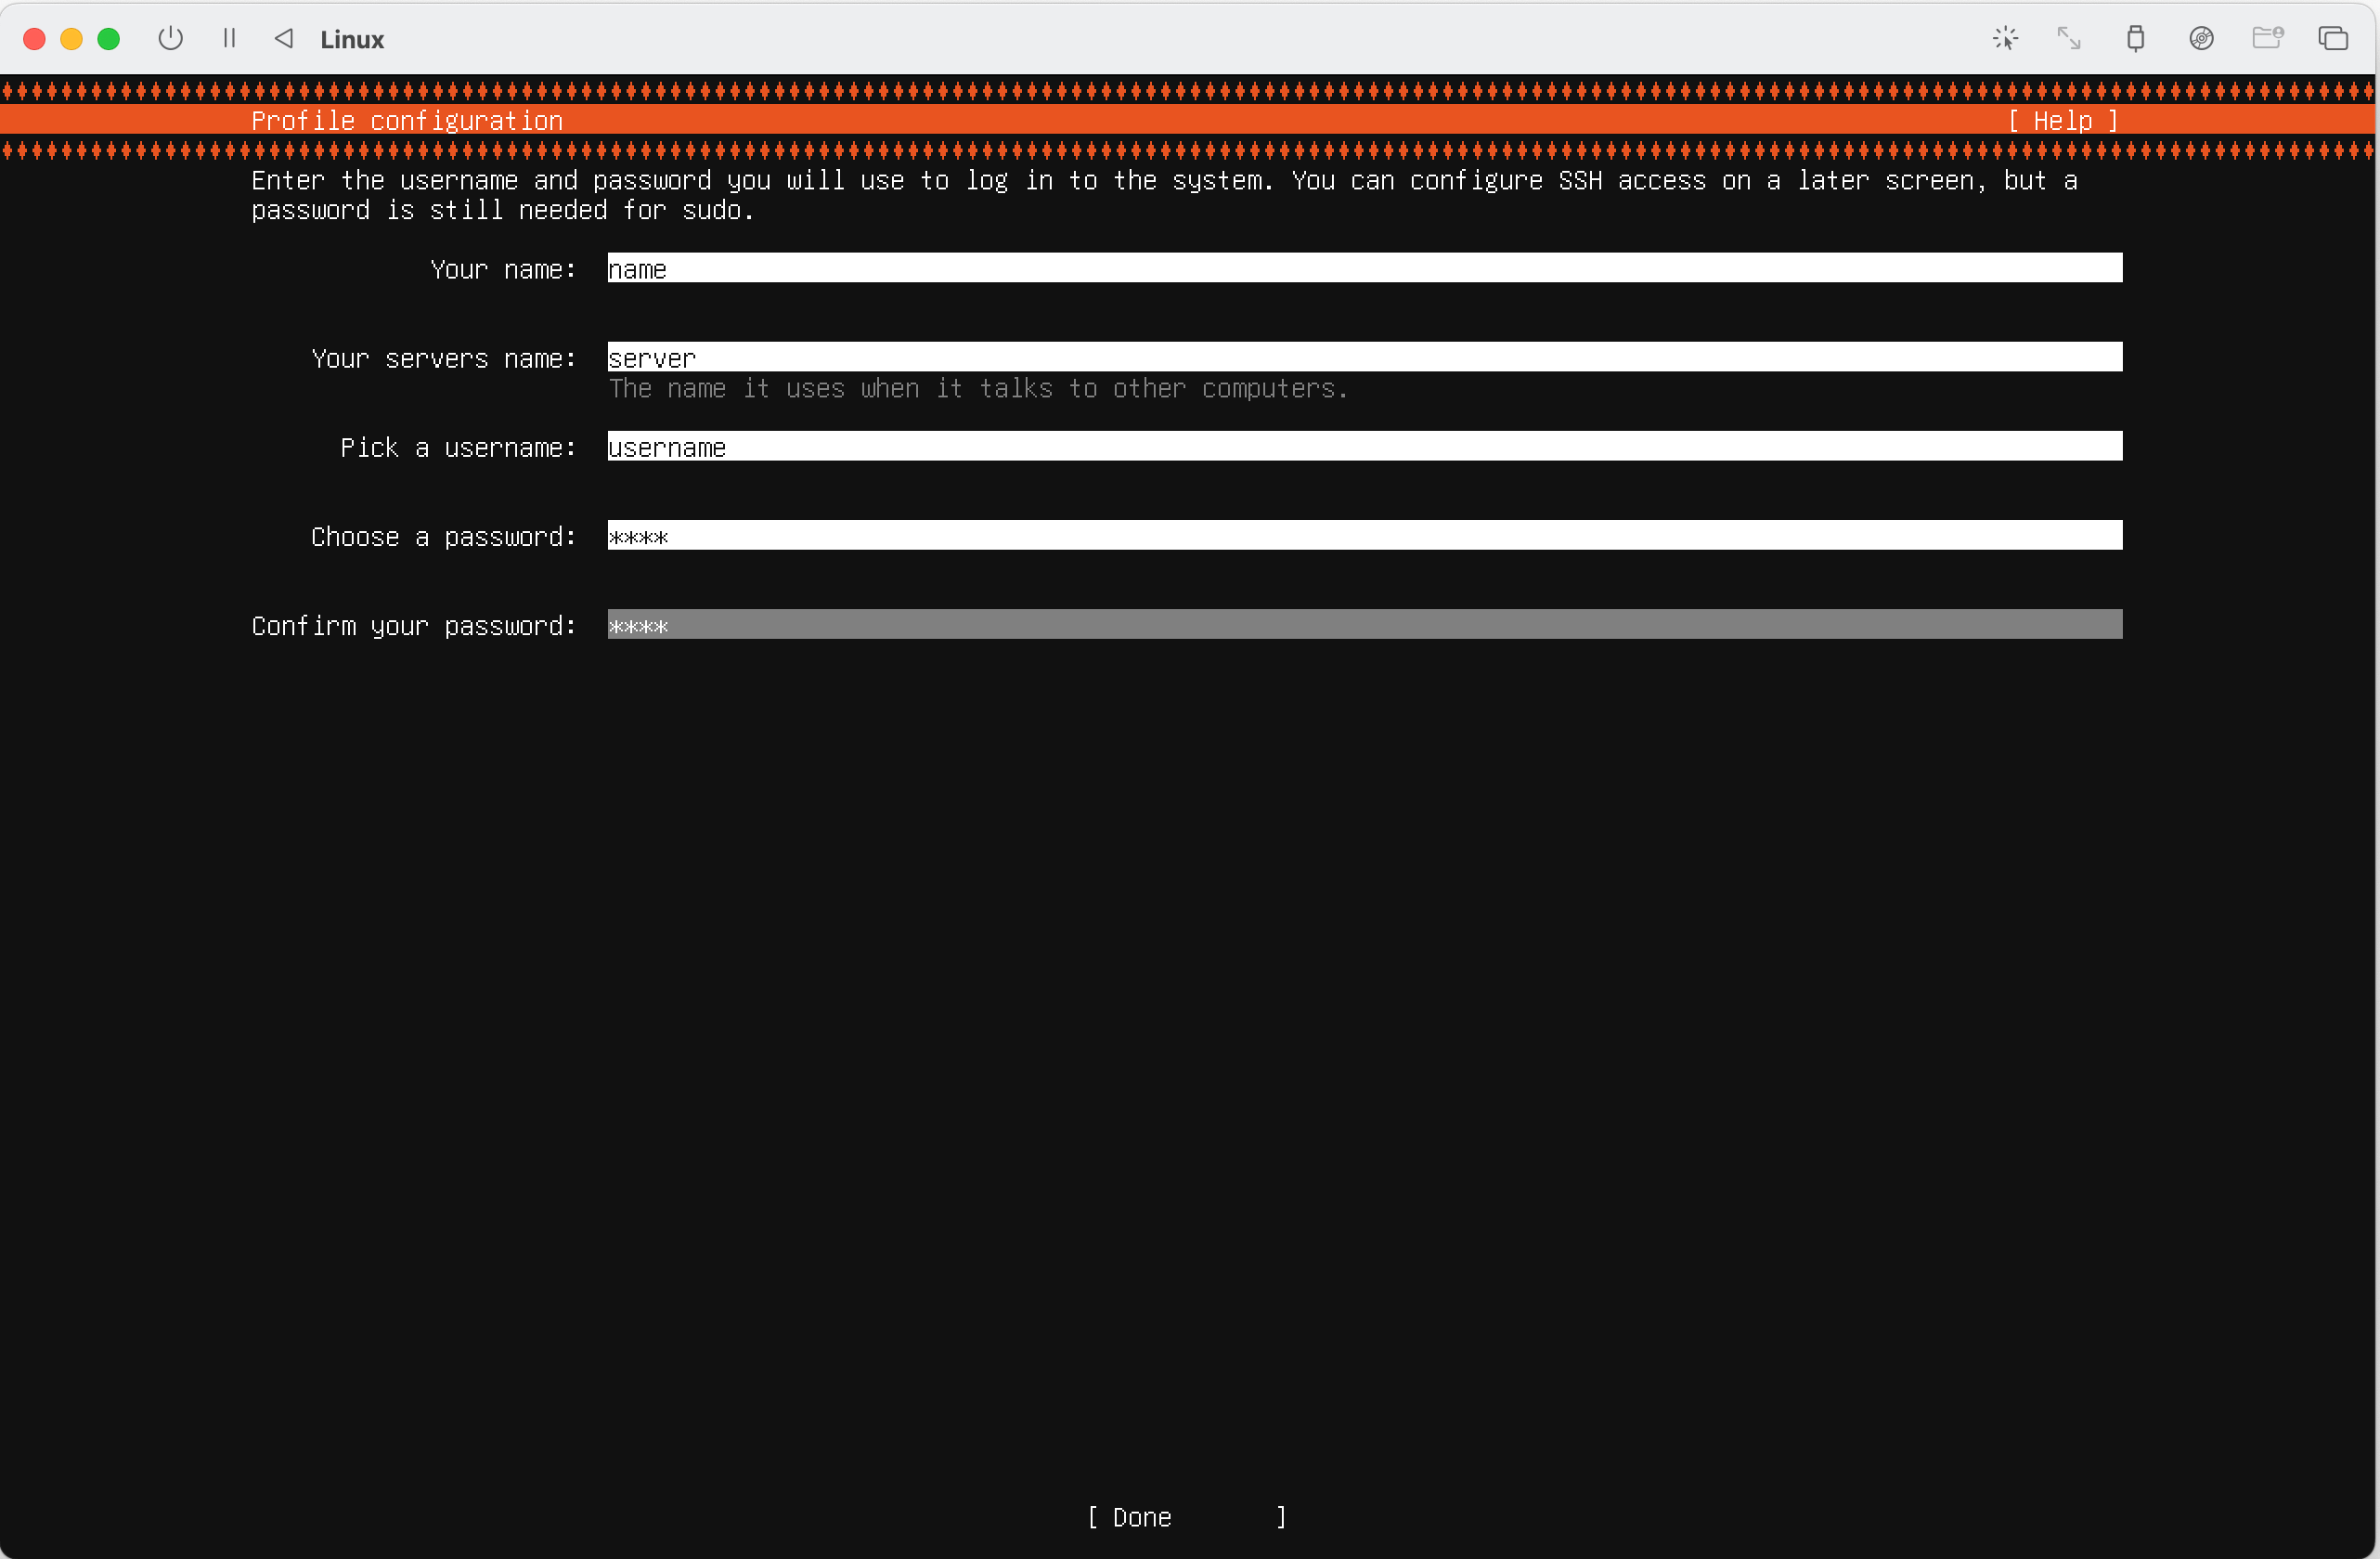 Linux
Profile configuration [ Help ]
Enter the username and password you will use to log in to the system. You can configure SSH access on a later screen, but a
password is still needed for sudo.
Your name: name
Your servers name: server
The name it uses when it talks to other computers.
Pick a username: username
Choose a password: ****
Confirm your password: ****
[ Done ]